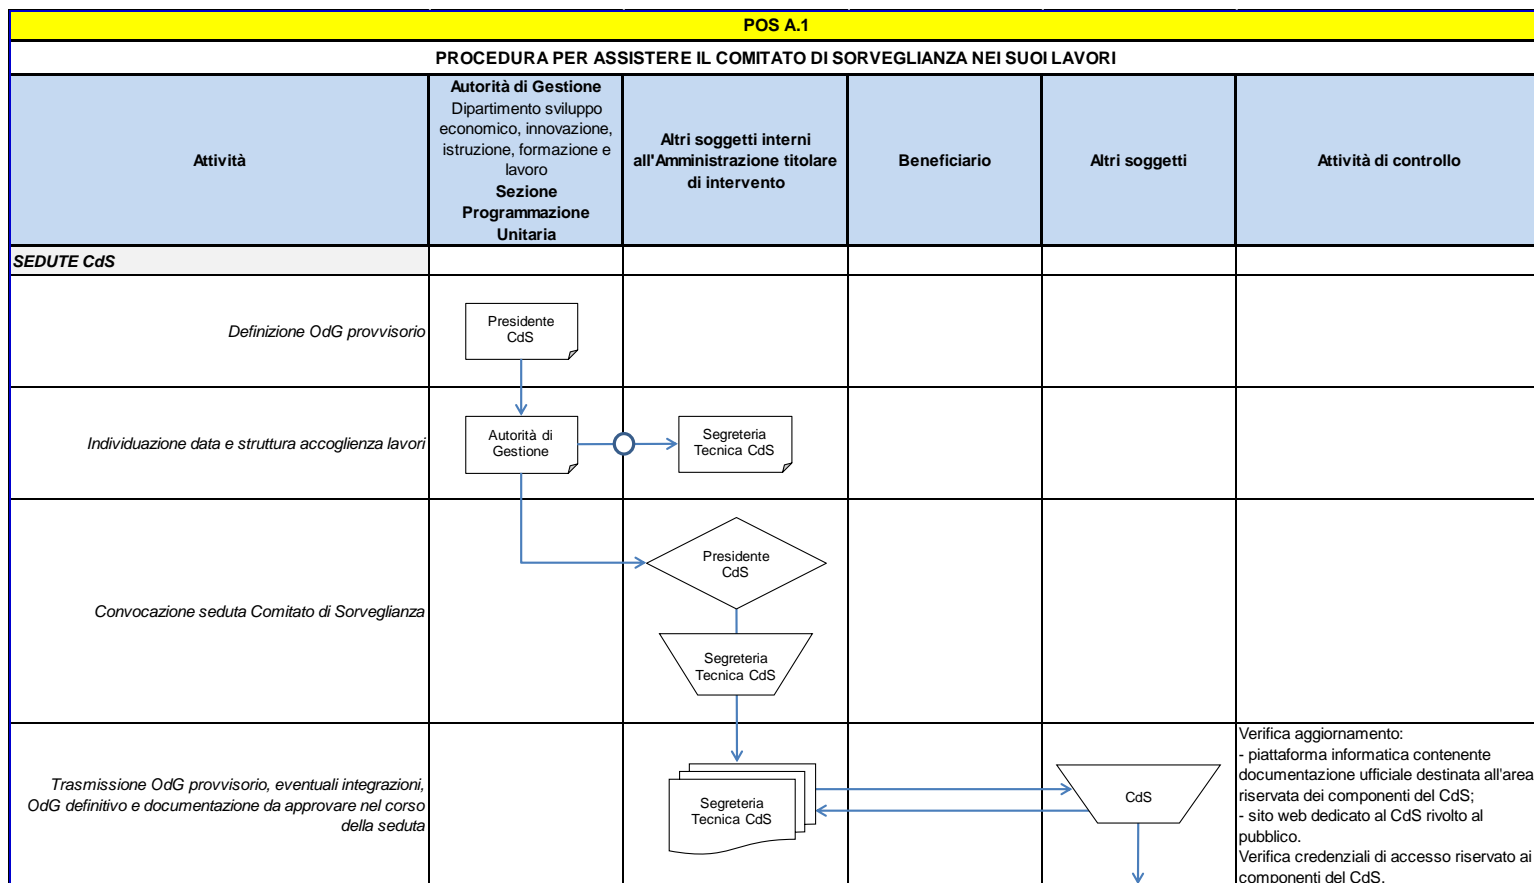 POS A.1
PROCEDURA PER ASSISTERE IL COMITATO DI SORVEGLIANZA NEI SUOI LAVORI
Attività
Autorità di Gestione
Dipartimento sviluppo
economico, innovazione,
istruzione, formazione e
lavoro
Sezione
Programmazione
Unitaria
Altri soggetti interni
all'Amministrazione titolare
di intervento
Beneficiario
Altri soggetti
Attività di controllo
SEDUTE CdS
Definizione OdG provvisorio
Presidente
CdS
Individuazione data e struttura accoglienza lavori
Autorità di
Gestione
Segreteria
Tecnica CdS
Convocazione seduta Comitato di Sorveglianza
Presidente
CdS
Segreteria
Tecnica CdS
Trasmissione OdG provvisorio, eventuali integrazioni,
OdG definitivo e documentazione da approvare nel corso
della seduta
Segreteria
Tecnica CdS
CdS
Verifica aggiornamento:
- piattaforma informatica contenente
documentazione ufficiale destinata all'area
riservata dei componenti del CdS;
- sito web dedicato al CdS rivolto al
pubblico.
Verifica credenziali di accesso riservato ai
componenti del CdS.